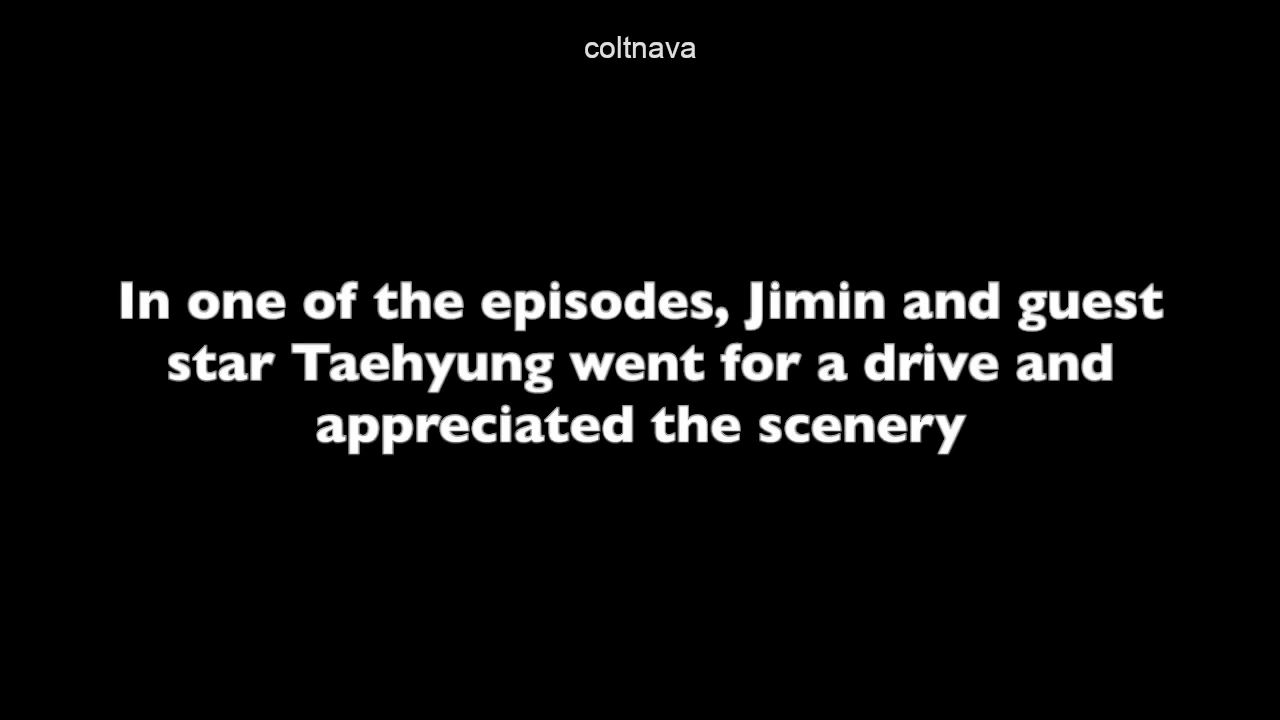 coltnava
In one of the episodes, Jimin and guest
star Taehyung went for a drive and
appreciated the scenery